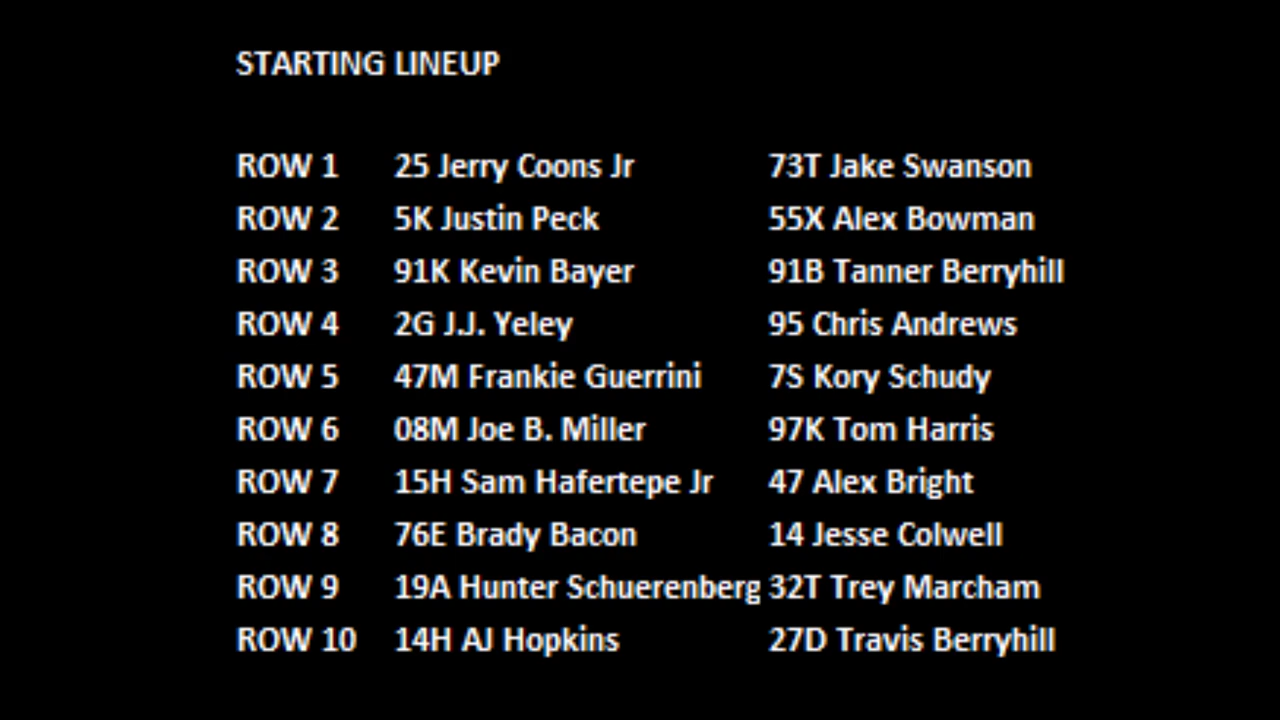 STARTING LINEUP
ROW 1 25 Jerry Coons Jr 73T Jake Swanson
ROW 2 5K Justin Peck 55X Alex Bowman
ROW 3 91K Kevin Bayer 91B Tanner Berryhill
ROW 4 2G J.J. Yeley 95 Chris Andrews
ROW 5 47M Frankie Guerrini 7S Kory Schudy
ROW 6 08M Joe B. Miller 97K Tom Harris
ROW 7 15H Sam Hafertepe Jr 47 Alex Bright
ROW 8 76E Brady Bacon 14 Jesse Colwell
ROW 9 19A Hunter Schuerenberg 32T Trey Marcham
ROW 10 14H AJ Hopkins 27D Travis Berryhill